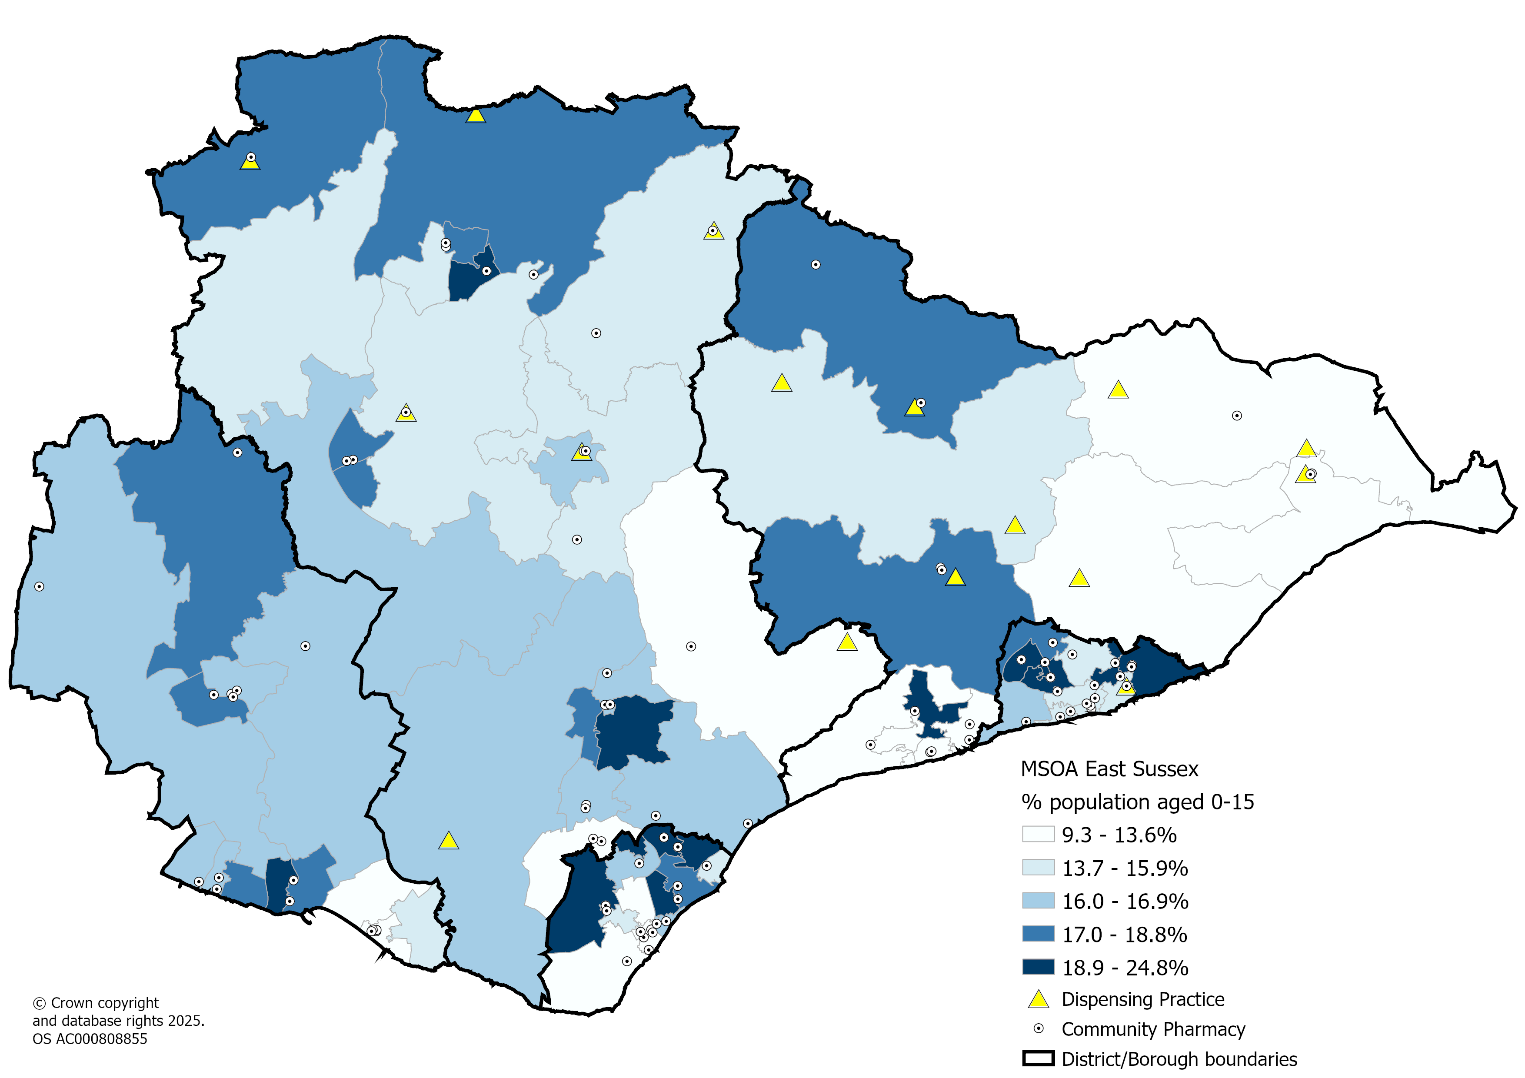 MSOA East Sussex
% population aged 0-15
9.3 - 13.6%
13.7 - 15.9%
16.0 - 16.9%
17.0 - 18.8%
18.9 - 24.8%
Dispensing Practice
Community Pharmacy
District/Borough boundaries
© Crown copyright
and database rights 2025.
OS AC000808855